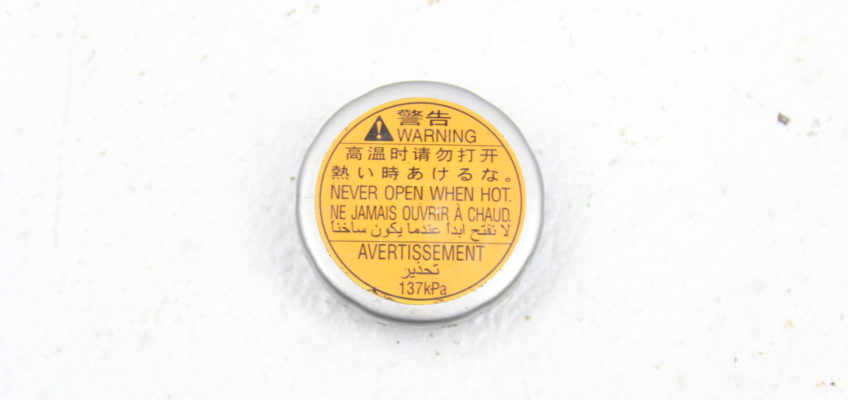 警告
WARNING
高温时请勿打开
熱い時あけるな。
NEVER OPEN WHEN HOT.
NE JAMAIS OUVRIR À CHAUD.
لا تفتح ابدأ عندما يكون ساخنا
AVERTISSEMENT
تحذير
137kPa